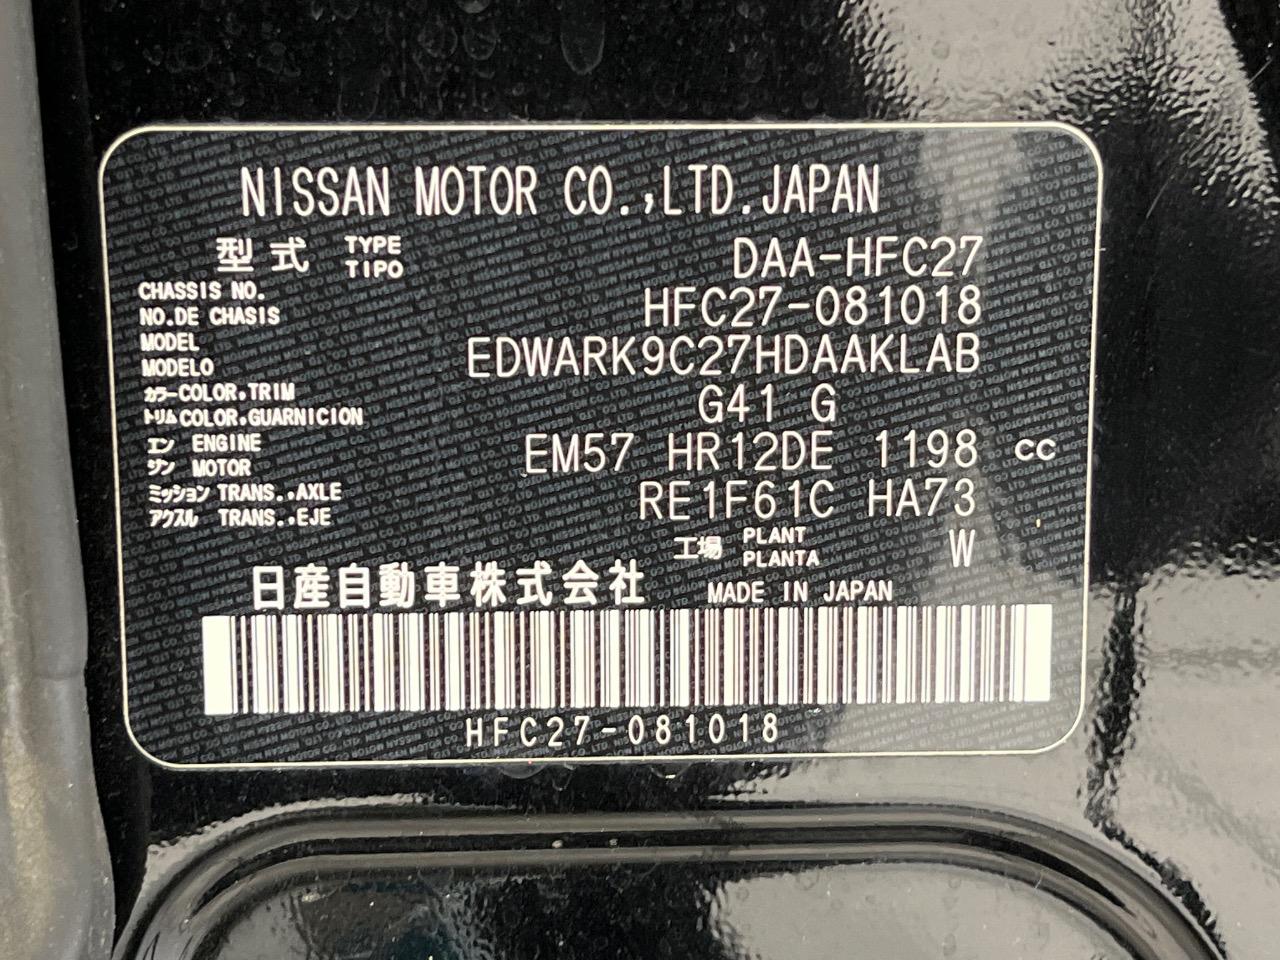 NISSAN MOTOR CO.,LTD.JAPAN
型式 TYPE TIPO DAA-HFC27
CHASSIS NO. NO.DE CHASIS HFC27-081018
MODEL MODELO EDWARK9C27HDAAKLAB
カラー COLOR,TRIM
トリム COLOR,GUARNICION G41 G
エン ENGINE
ジン MOTOR EM57 HR12DE 1198 cc
ミッション TRANS.,AXLE
アクスル TRANS.,EJE RE1F61C HA73
工場 PLANT PLANTA W
日産自動車株式会社 MADE IN JAPAN
HFC27-081018